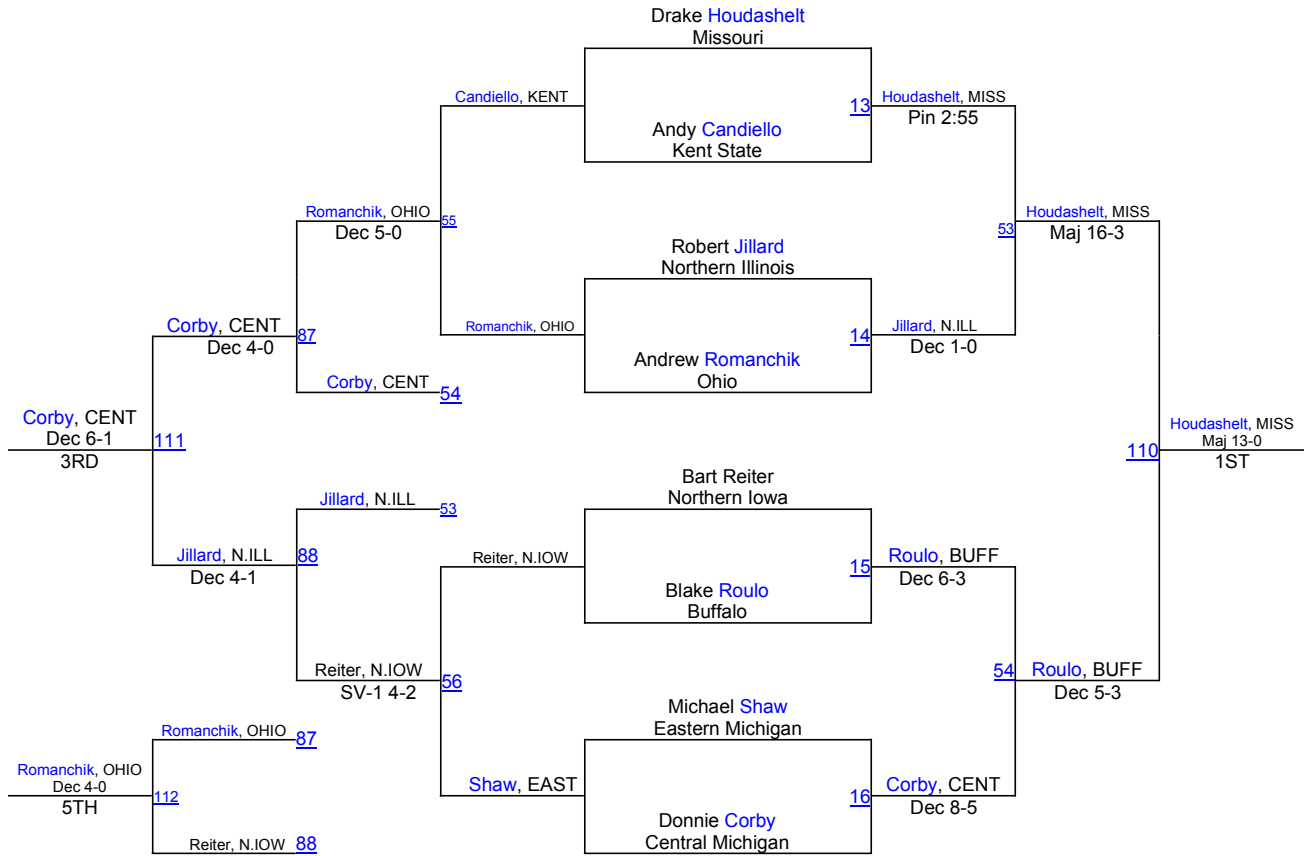 Drake Houdashelt
Missouri
Candiello, KENT
13
Houdashelt, MISS
Pin 2:55
Andy Candiello
Kent State
Romanchik, OHIO
Dec 5-0
55
Houdashelt, MISS
53
Maj 16-3
Robert Jillard
Northern Illinois
Corby, CENT
Dec 4-0
87
Romanchik, OHIO
14
Jillard, N.ILL
Dec 1-0
Andrew Romanchik
Ohio
Corby, CENT
54
Corby, CENT
Dec 6-1
3RD
111
Houdashelt, MISS
Maj 13-0
1ST
110
Bart Reiter
Northern Iowa
Jillard, N.ILL
53
Jillard, N.ILL
Dec 4-1
88
Reiter, N.IOW
15
Roulo, BUFF
Dec 6-3
Blake Roulo
Buffalo
Reiter, N.IOW
SV-1 4-2
56
54
Roulo, BUFF
Dec 5-3
Michael Shaw
Eastern Michigan
Romanchik, OHIO
87
Romanchik, OHIO
Dec 4-0
5TH
112
Shaw, EAST
16
Corby, CENT
Dec 8-5
Donnie Corby
Central Michigan
Reiter, N.IOW
88